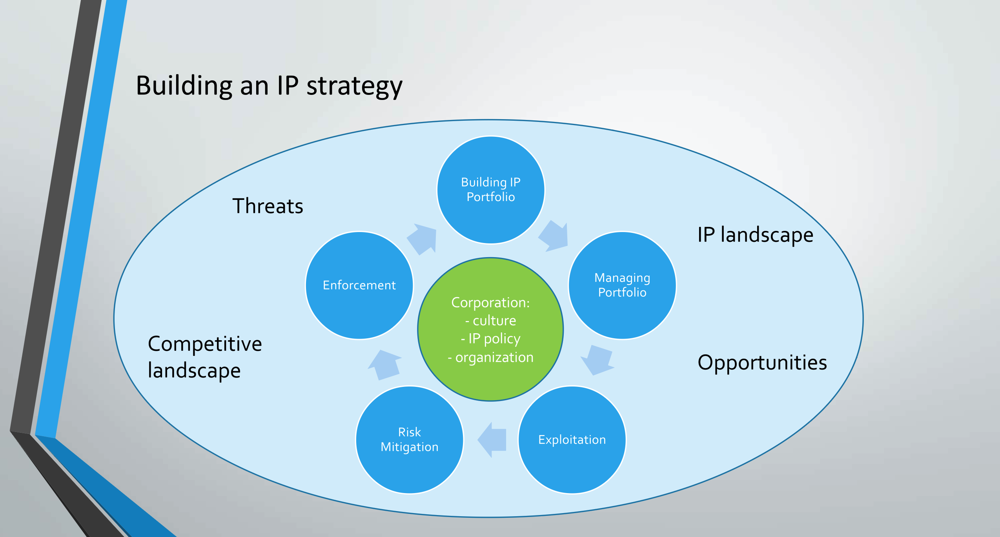 Building an IP strategy
Building IP
Portfolio
Threats
IP landscape
Enforcement
Managing
Portfolio
Corporation:
- culture
- IP policy
- organization
Competitive
landscape
Opportunities
Risk
Mitigation
Exploitation